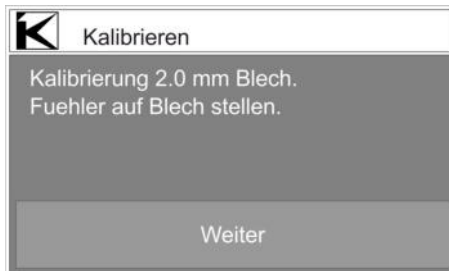 Kalibrieren
Kalibrierung 2.0 mm Blech.
Fuehler auf Blech stellen.
Weiter